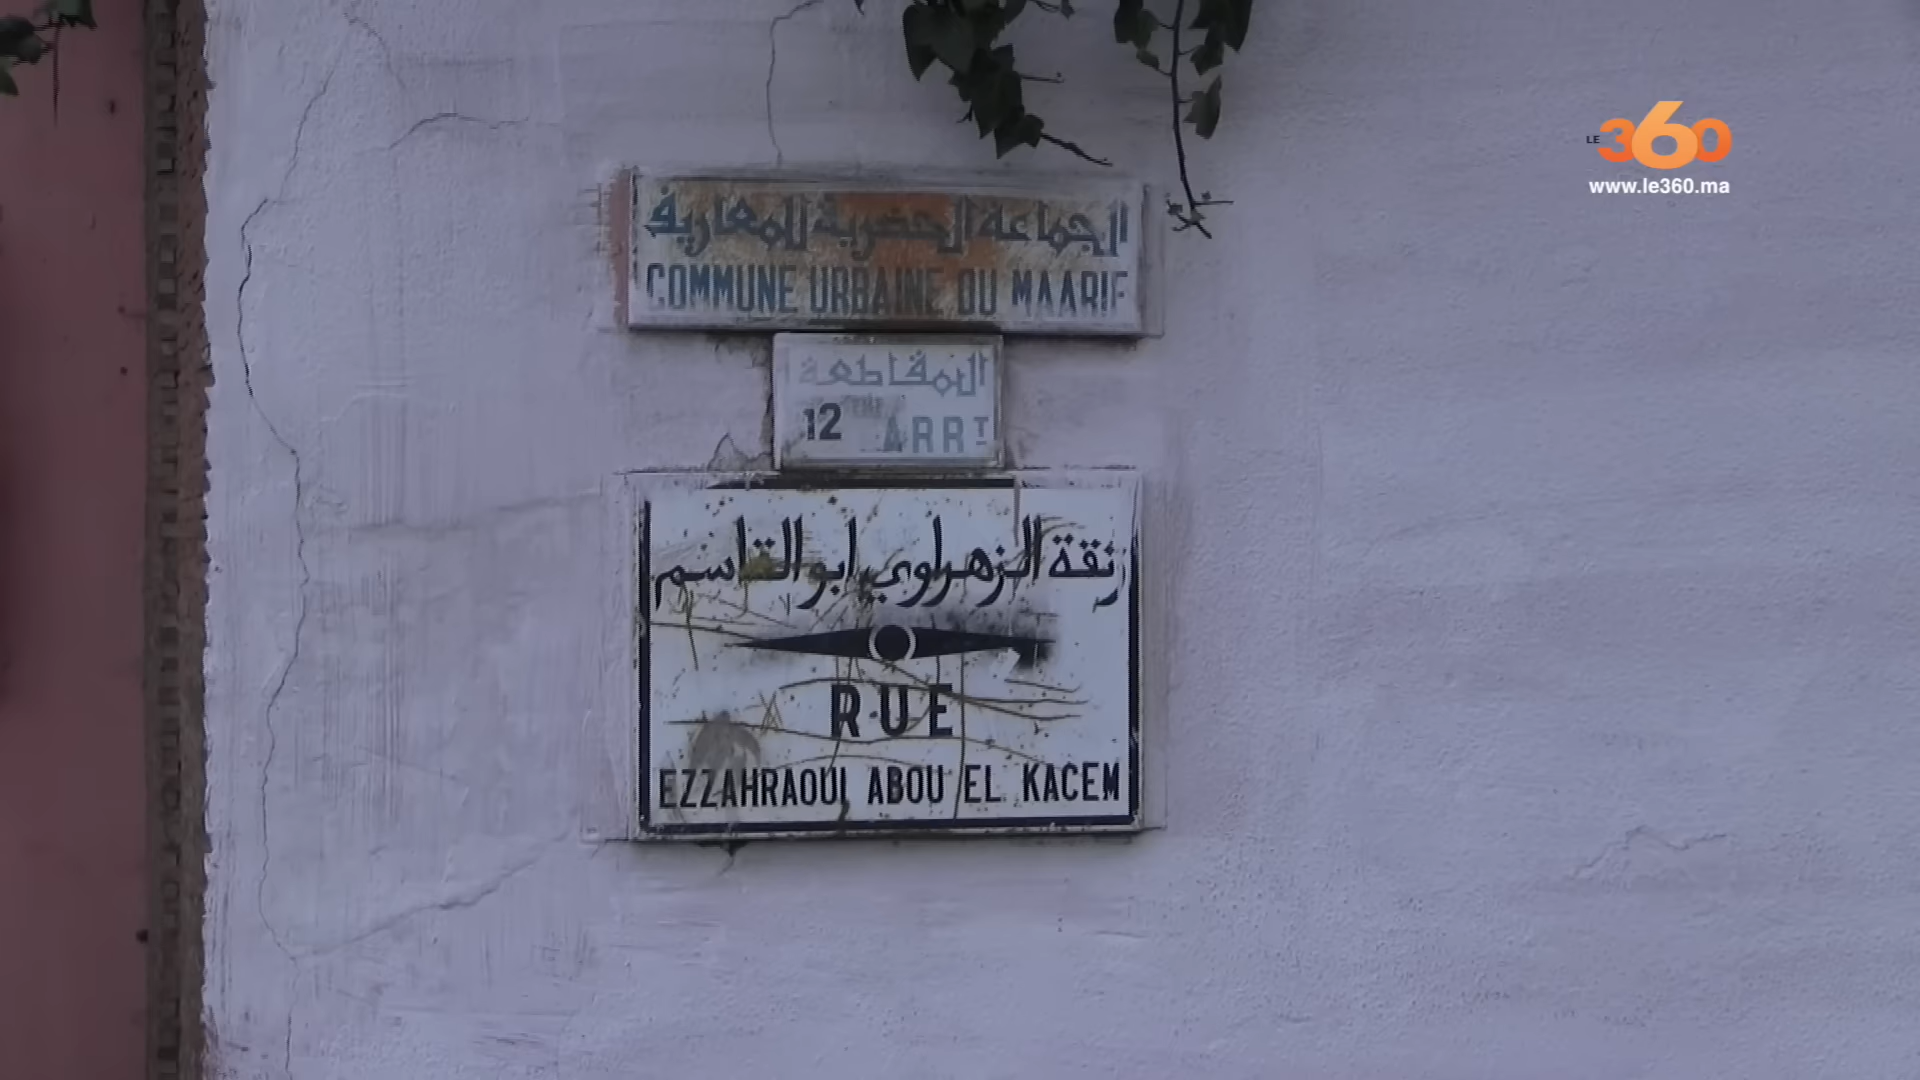 LE 360
www.le360.ma
الجماعة الحضرية للمعاريف
COMMUNE URBAINE DU MAARIF
المقاطعة
12 ARRT
زنقة الزهراوي ابو القاسم
RUE
EZZAHRAOUI ABOU EL KACEM